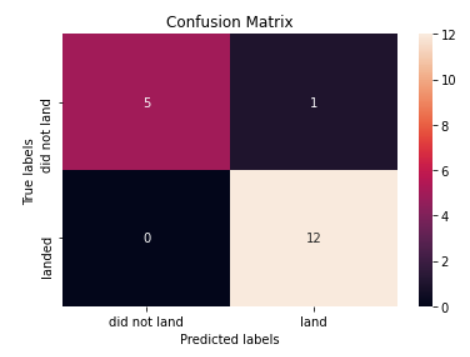 Confusion Matrix
True labels
did not land
landed
5
1
0
12
did not land
land
Predicted labels
12
10
8
6
4
2
0